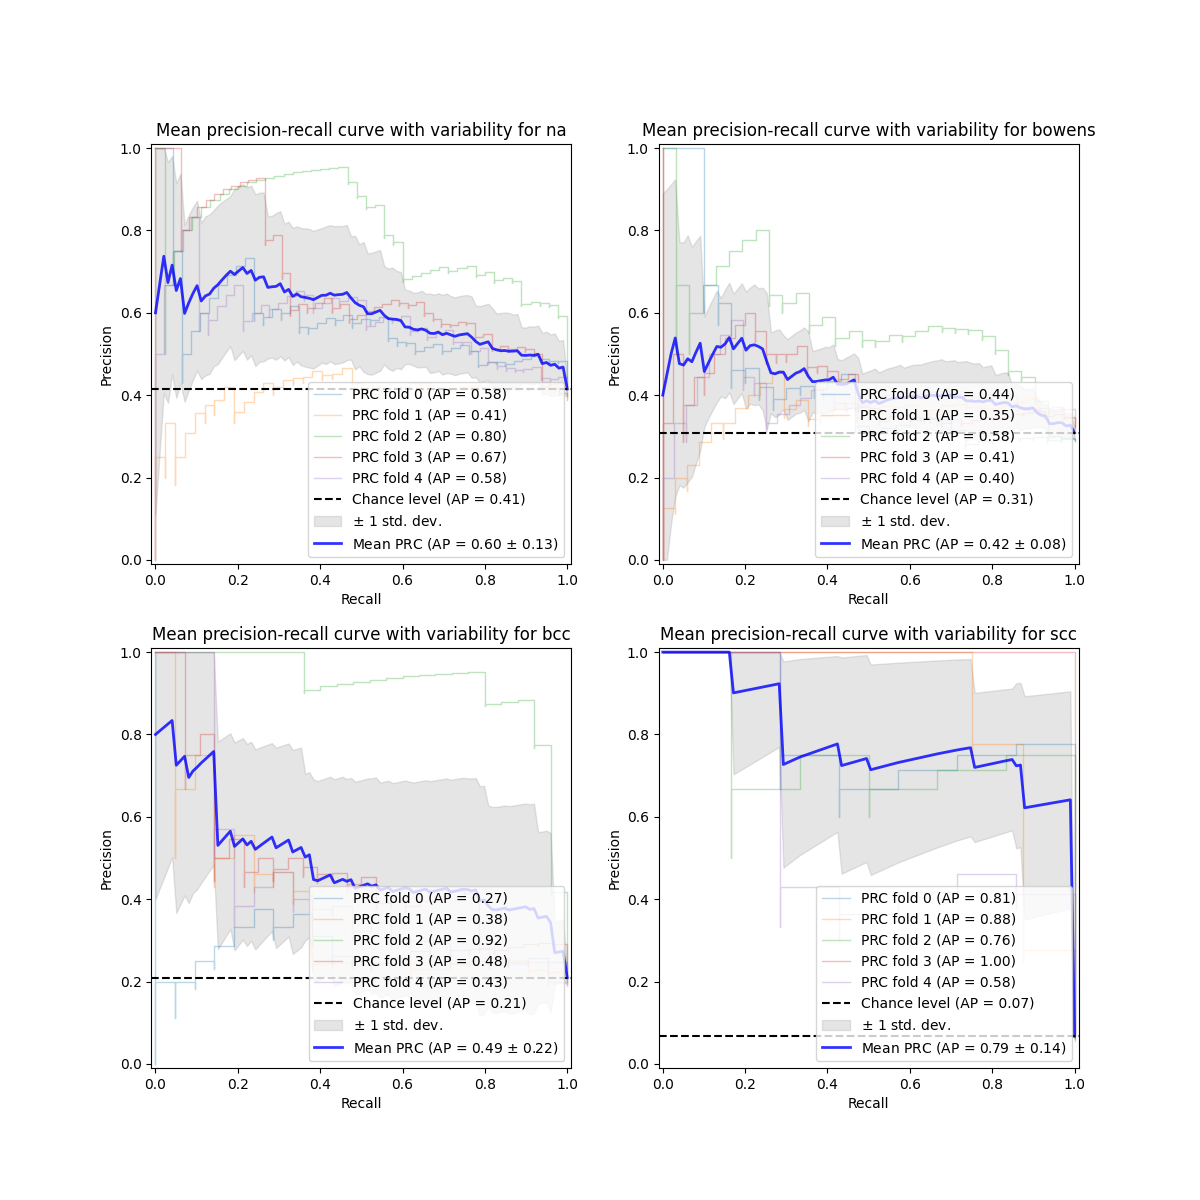 Mean precision-recall curve with variability for na
1.0
0.8
0.6
0.4
0.2
0.0
Precision
PRC fold 0 (AP = 0.58)
PRC fold 1 (AP = 0.41)
PRC fold 2 (AP = 0.80)
PRC fold 3 (AP = 0.67)
PRC fold 4 (AP = 0.58)
Chance level (AP = 0.41)
± 1 std. dev.
Mean PRC (AP = 0.60 ± 0.13)
0.0 0.2 0.4 0.6 0.8 1.0
Recall
Mean precision-recall curve with variability for bowens
1.0
0.8
0.6
0.4
0.2
0.0
Precision
PRC fold 0 (AP = 0.44)
PRC fold 1 (AP = 0.35)
PRC fold 2 (AP = 0.58)
PRC fold 3 (AP = 0.41)
PRC fold 4 (AP = 0.40)
Chance level (AP = 0.31)
± 1 std. dev.
Mean PRC (AP = 0.42 ± 0.08)
0.0 0.2 0.4 0.6 0.8 1.0
Recall
Mean precision-recall curve with variability for bcc
1.0
0.8
0.6
0.4
0.2
0.0
Precision
PRC fold 0 (AP = 0.27)
PRC fold 1 (AP = 0.38)
PRC fold 2 (AP = 0.92)
PRC fold 3 (AP = 0.48)
PRC fold 4 (AP = 0.43)
Chance level (AP = 0.21)
± 1 std. dev.
Mean PRC (AP = 0.49 ± 0.22)
0.0 0.2 0.4 0.6 0.8 1.0
Recall
Mean precision-recall curve with variability for scc
1.0
0.8
0.6
0.4
0.2
0.0
Precision
PRC fold 0 (AP = 0.81)
PRC fold 1 (AP = 0.88)
PRC fold 2 (AP = 0.76)
PRC fold 3 (AP = 1.00)
PRC fold 4 (AP = 0.58)
Chance level (AP = 0.07)
± 1 std. dev.
Mean PRC (AP = 0.79 ± 0.14)
0.0 0.2 0.4 0.6 0.8 1.0
Recall